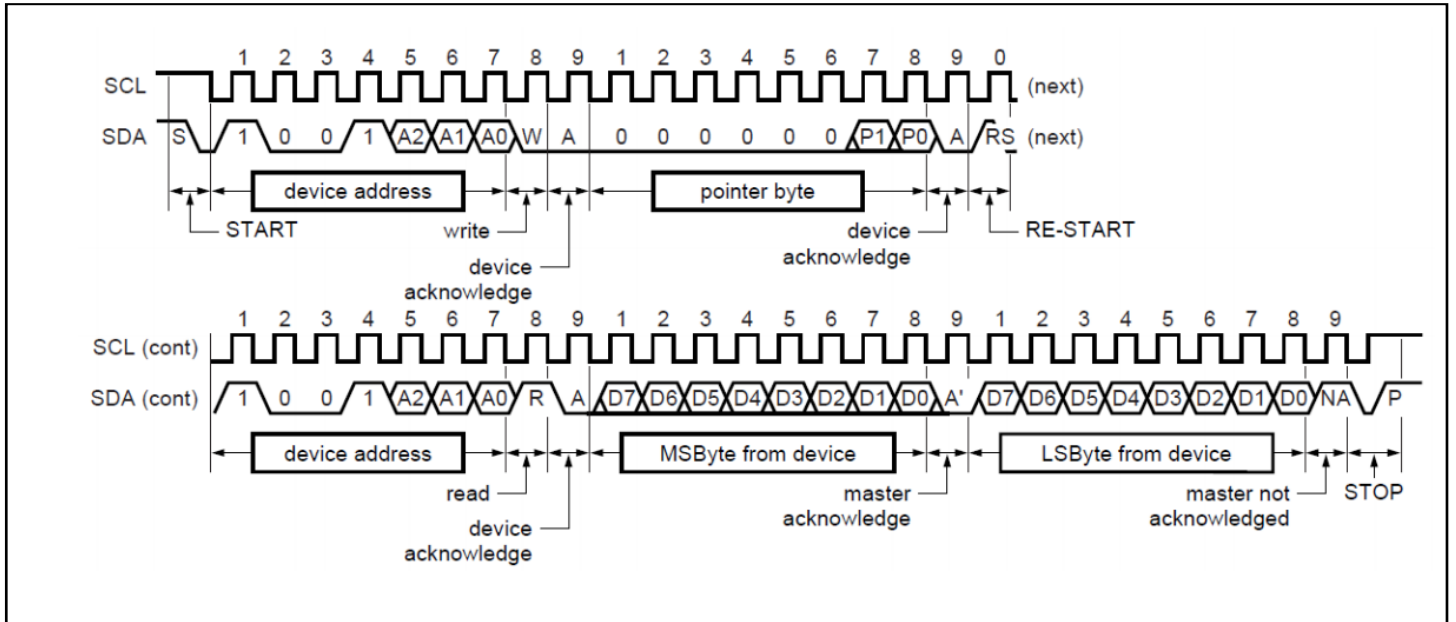 1 2 3 4 5 6 7 8 9 1 2 3 4 5 6 7 8 9 0
SCL (next)
SDA S 1 0 0 1 A2 A1 A0 W A 0 0 0 0 0 0 P1 P0 A RS (next)
device address pointer byte
START write device RE-START
device acknowledge
acknowledge
1 2 3 4 5 6 7 8 9 1 2 3 4 5 6 7 8 9 1 2 3 4 5 6 7 8 9
SCL (cont)
SDA (cont) 1 0 0 1 A2 A1 A0 R A D7 D6 D5 D4 D3 D2 D1 D0 A' D7 D6 D5 D4 D3 D2 D1 D0 NA P
device address MSByte from device LSByte from device
read master master not STOP
device acknowledge acknowledged
acknowledge